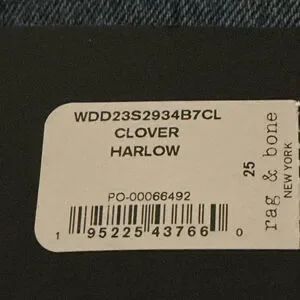 WDD23S2934B7CL
CLOVER
HARLOW
PO-00066492
1 95225 43766 0
25
rag & bone
NEW YORK